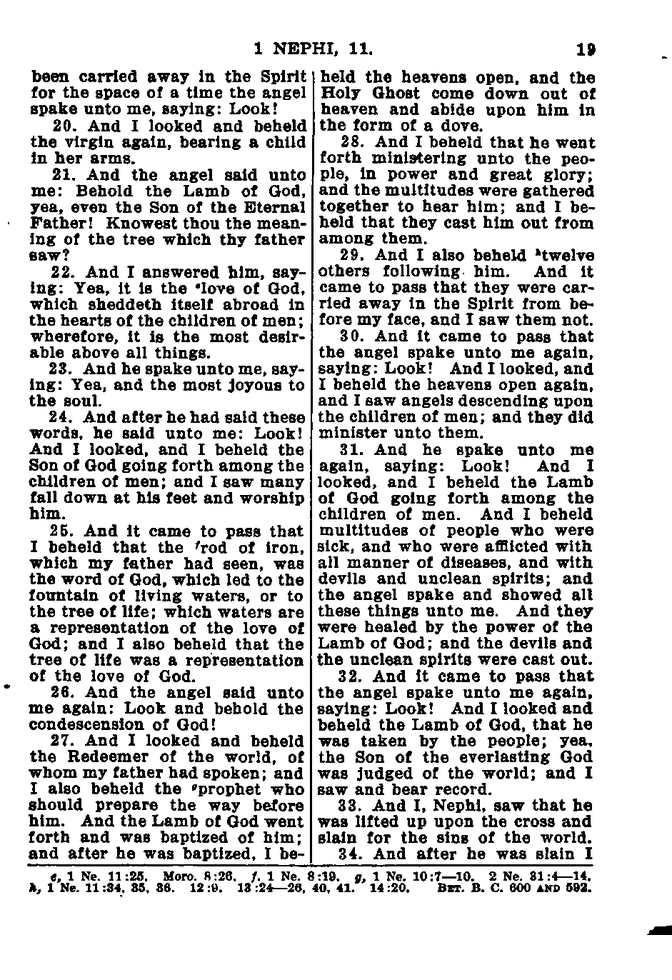 1 NEPHI, 11.
19
been carried away in the Spirit
for the space of a time the angel
spake unto me, saying: Look!
20. And I looked and beheld
the virgin again, bearing a child
in her arms.
21. And the angel said unto
me: Behold the Lamb of God,
yea, even the Son of the Eternal
Father! Knowest thou the mean-
ing of the tree which thy father
saw?
22. And I answered him, say-
ing: Yea, it is the ᵉlove of God,
which sheddeth itself abroad in
the hearts of the children of men;
wherefore, it is the most desir-
able above all things.
23. And he spake unto me, say-
ing: Yea, and the most joyous to
the soul.
24. And after he had said these
words, he said unto me: Look!
And I looked, and I beheld the
Son of God going forth among the
children of men; and I saw many
fall down at his feet and worship
him.
25. And it came to pass that
I beheld that the ᶠrod of iron,
which my father had seen, was
the word of God, which led to the
fountain of living waters, or to
the tree of life; which waters are
a representation of the love of
God; and I also beheld that the
tree of life was a representation
of the love of God.
26. And the angel said unto
me again: Look and behold the
condescension of God!
27. And I looked and beheld
the Redeemer of the world, of
whom my father had spoken; and
I also beheld the ᵍprophet who
should prepare the way before
him. And the Lamb of God went
forth and was baptized of him;
and after he was baptized, I be-
held the heavens open, and the
Holy Ghost come down out of
heaven and abide upon him in
the form of a dove.
28. And I beheld that he went
forth ministering unto the peo-
ple, in power and great glory;
and the multitudes were gathered
together to hear him; and I be-
held that they cast him out from
among them.
29. And I also beheld ʰtwelve
others following him. And it
came to pass that they were car-
ried away in the Spirit from be-
fore my face, and I saw them not.
30. And it came to pass that
the angel spake unto me again,
saying: Look! And I looked, and
I beheld the heavens open again,
and I saw angels descending upon
the children of men; and they did
minister unto them.
31. And he spake unto me
again, saying: Look! And I
looked, and I beheld the Lamb
of God going forth among the
children of men. And I beheld
multitudes of people who were
sick, and who were afflicted with
all manner of diseases, and with
devils and unclean spirits; and
the angel spake and showed all
these things unto me. And they
were healed by the power of the
Lamb of God; and the devils and
the unclean spirits were cast out.
32. And it came to pass that
the angel spake unto me again,
saying: Look! And I looked and
beheld the Lamb of God, that he
was taken by the people; yea,
the Son of the everlasting God
was judged of the world; and I
saw and bear record.
33. And I, Nephi, saw that he
was lifted up upon the cross and
slain for the sins of the world.
34. And after he was slain I
e, 1 Ne. 11:25. Moro. 8:26. f, 1 Ne. 8:19. g, 1 Ne. 10:7—10. 2 Ne. 31:4—14.
h, 1 Ne. 11:34, 35, 36. 12:9. 13:24—26, 40, 41. 14:20. BET. B. C. 600 AND 592.